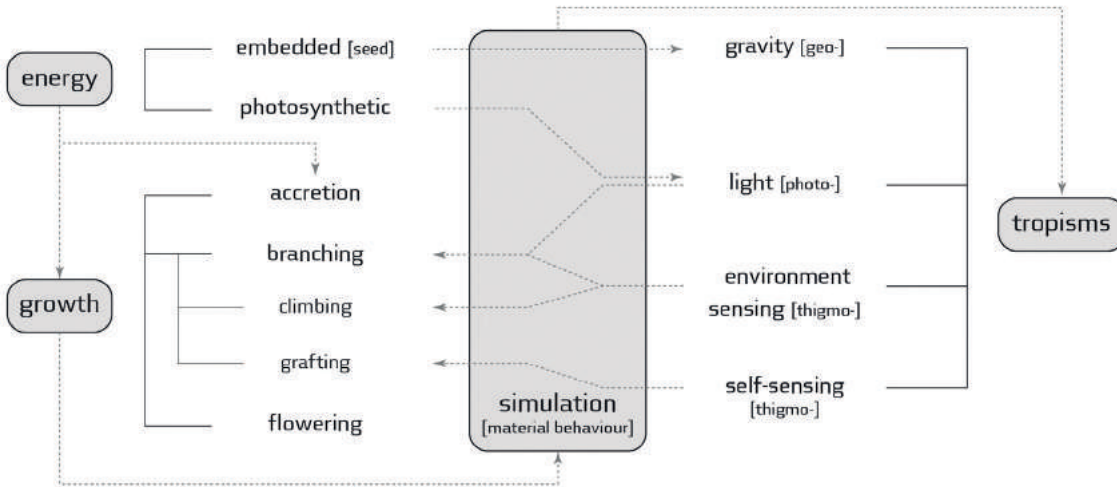 energy
embedded [seed]
photosynthetic
accretion
branching
climbing
grafting
flowering
growth
simulation
[material behaviour]
gravity [geo-]
light [photo-]
environment
sensing [thigmo-]
self-sensing
[thigmo-]
tropisms